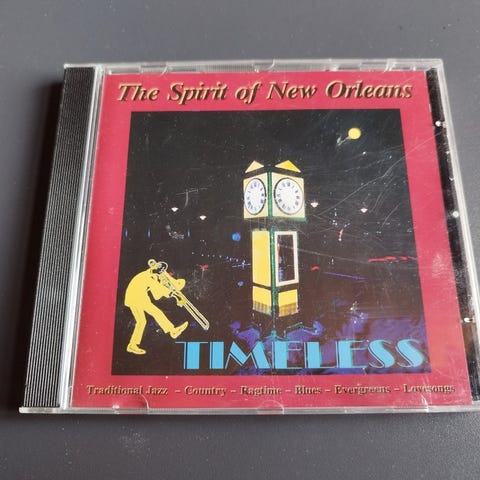 The Spirit of New Orleans
TIMELESS
Traditional Jazz – Country – Ragtime – Blues – Evergreens – Lovesongs